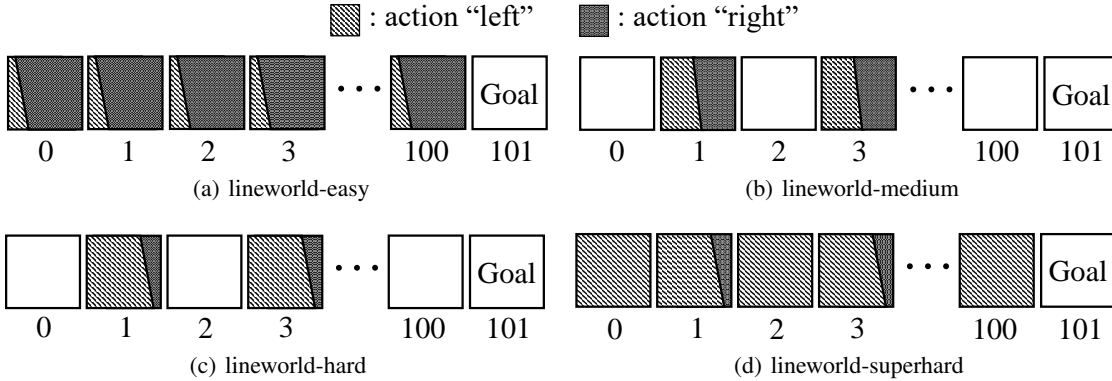 : action “left” : action “right”
Goal Goal
0 1 2 3 100 101 0 1 2 3 100 101
(a) lineworld-easy (b) lineworld-medium
Goal Goal
0 1 2 3 100 101 0 1 2 3 100 101
(c) lineworld-hard (d) lineworld-superhard